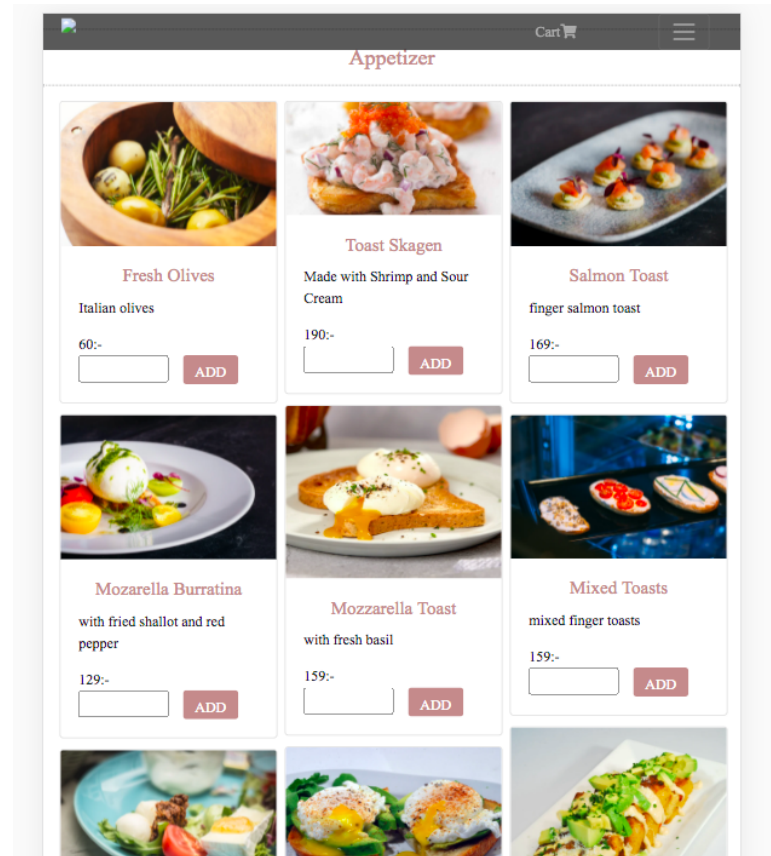 Cart
Appetizer
Fresh Olives
Italian olives
60:-
ADD
Toast Skagen
Made with Shrimp and Sour
Cream
190:-
ADD
Salmon Toast
finger salmon toast
169:-
ADD
Mozarella Burratina
with fried shallot and red
pepper
129:-
ADD
Mozzarella Toast
with fresh basil
159:-
ADD
Mixed Toasts
mixed finger toasts
159:-
ADD